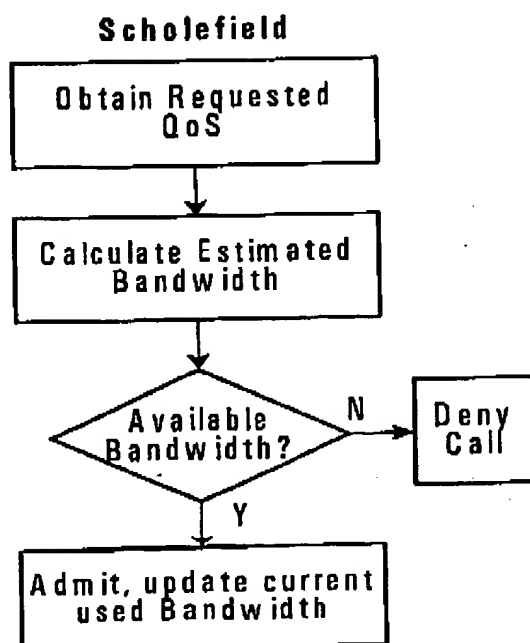 Scholefield
Obtain Requested
QoS
Calculate Estimated
Bandwidth
Available
Bandwidth?
N
Deny
Call
Y
Admit, update current
used Bandwidth